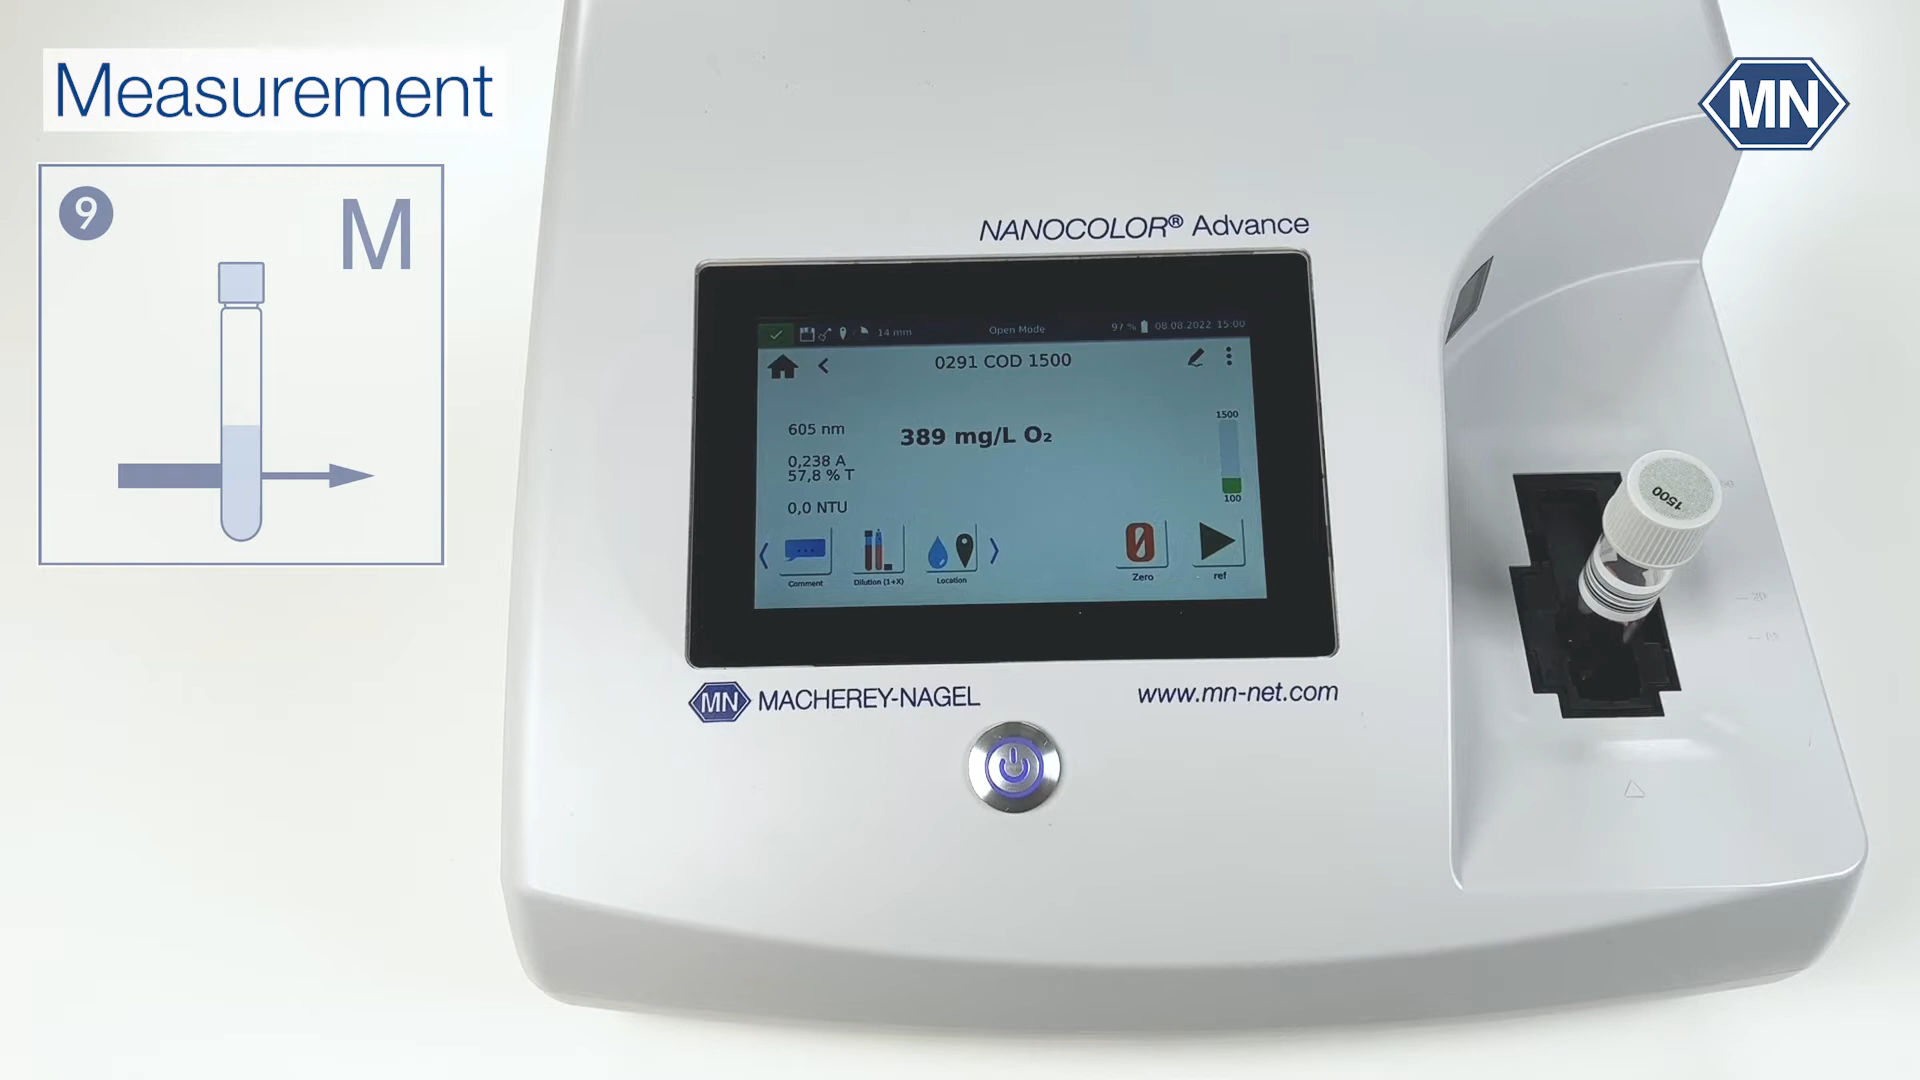 Measurement
MN
9
M
NANOCOLOR® Advance
14 mm
Open Mode
97 %
08.08.2022 15:00
0291 COD 1500
605 nm
389 mg/L O₂
0,238 A
57,8 % T
0,0 NTU
1500
100
Comment
Dilution (1+X)
Location
Zero
ref
1500
MN MACHEREY-NAGEL
www.mn-net.com